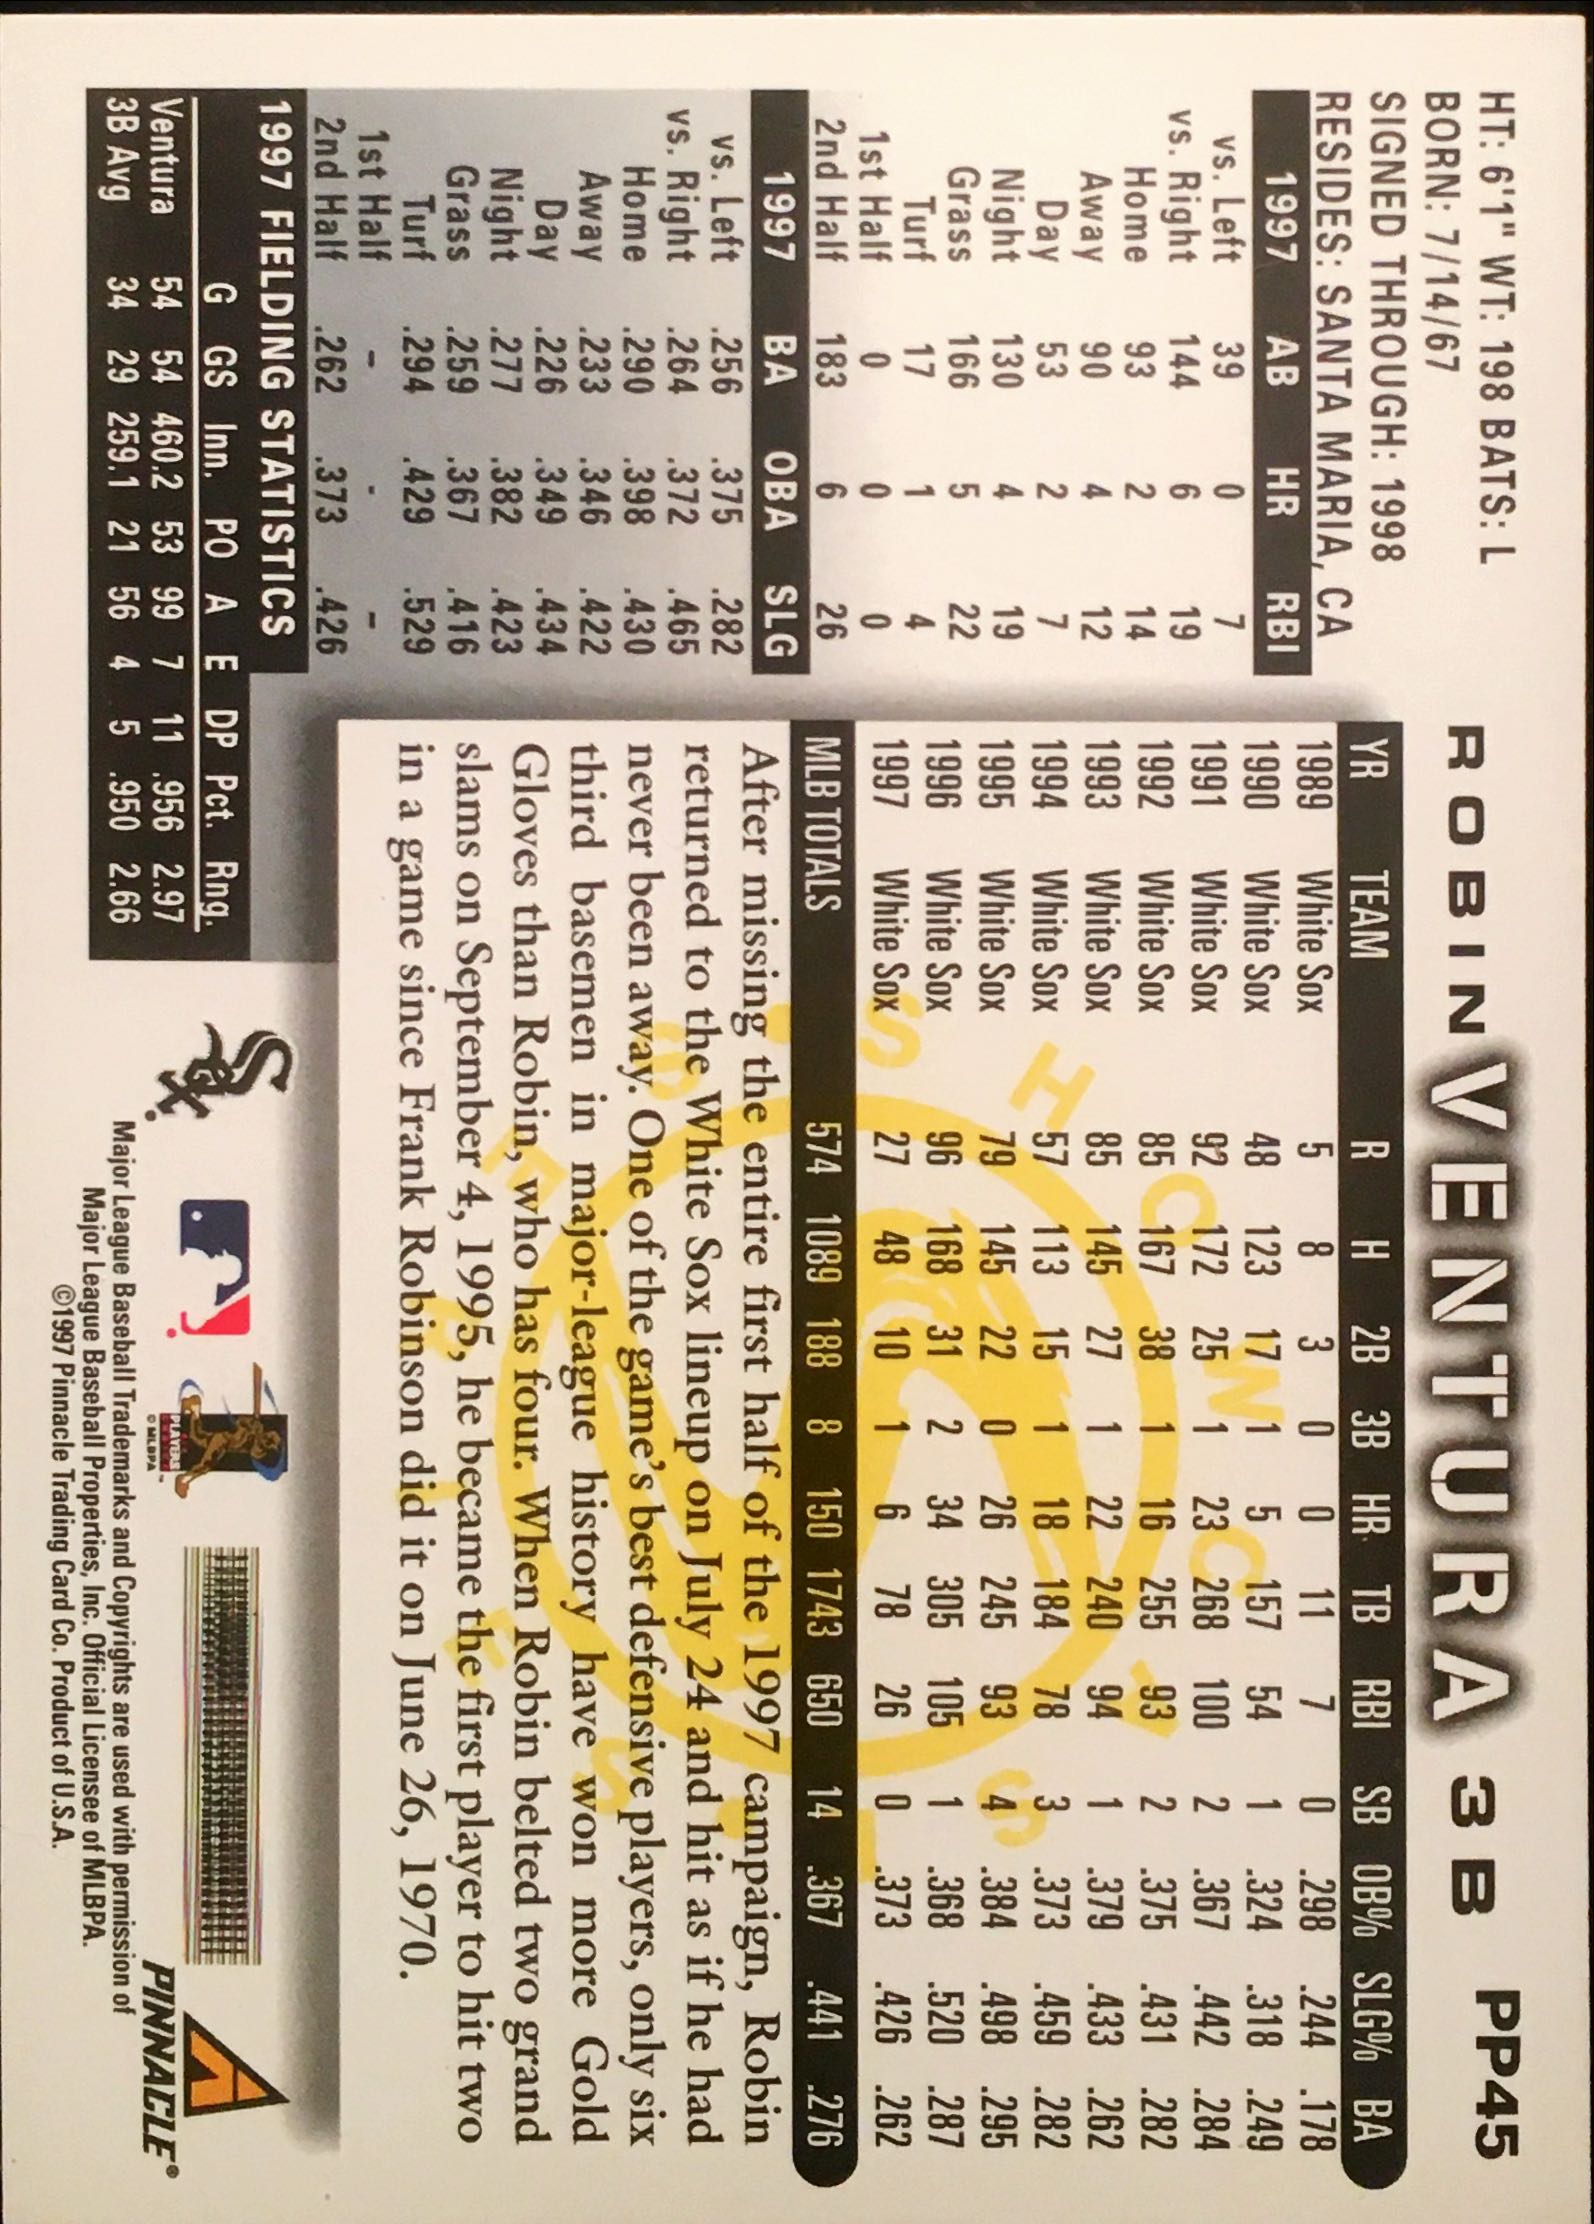 HT: 6'1" WT: 198 BATS: L
BORN: 7/14/67
SIGNED THROUGH: 1998
RESIDES: SANTA MARIA, CA
1997 AB HR RBI
vs. Left 39 0 7
vs. Right 144 6 19
Home 93 2 14
Away 90 4 12
Day 53 2 7
Night 130 4 19
Grass 166 5 22
Turf 17 1 4
1st Half 0 0 0
2nd Half 183 6 26
1997 BA OBA SLG
vs. Left .256 .375 .282
vs. Right .264 .372 .465
Home .290 .398 .430
Away .233 .346 .422
Day .226 .349 .434
Night .277 .382 .423
Grass .259 .367 .416
Turf .294 .429 .529
1st Half - - -
2nd Half .262 .373 .426
1997 FIELDING STATISTICS
G GS Inn. PO A E DP Pct. Rng.
Ventura 54 54 460.2 53 99 7 11 .956 2.97
3B Avg 34 29 259.1 21 56 4 5 .950 2.66
ROBIN VENTURA 3B PP45
YR TEAM R H 2B 3B HR TB RBI SB OB% SLG% BA
1989 White Sox 5 8 3 0 0 11 7 0 .298 .244 .178
1990 White Sox 48 123 17 1 5 157 54 1 .324 .318 .249
1991 White Sox 92 172 25 1 23 268 100 2 .367 .442 .284
1992 White Sox 85 167 38 1 16 255 93 2 .375 .431 .282
1993 White Sox 85 145 27 1 22 240 94 1 .379 .433 .262
1994 White Sox 57 113 15 1 18 184 78 3 .373 .459 .282
1995 White Sox 79 145 22 0 26 245 93 4 .384 .498 .295
1996 White Sox 96 168 31 2 34 305 105 1 .368 .520 .287
1997 White Sox 27 48 10 1 6 78 26 0 .373 .426 .262
MLB TOTALS 574 1089 188 8 150 1743 650 14 .367 .441 .276
After missing the entire first half of the 1997 campaign, Robin
returned to the White Sox lineup on July 24 and hit as if he had
never been away. One of the game's best defensive players, only six
third basemen in major-league history have won more Gold
Gloves than Robin, who has four. When Robin belted two grand
slams on September 4, 1995, he became the first player to hit two
in a game since Frank Robinson did it on June 26, 1970.
Sox
PLAYERS
© MLBPA
PINNACLE®
Major League Baseball Trademarks and Copyrights are used with permission of
Major League Baseball Properties, Inc. Official Licensee of MLBPA.
©1997 Pinnacle Trading Card Co. Product of U.S.A.